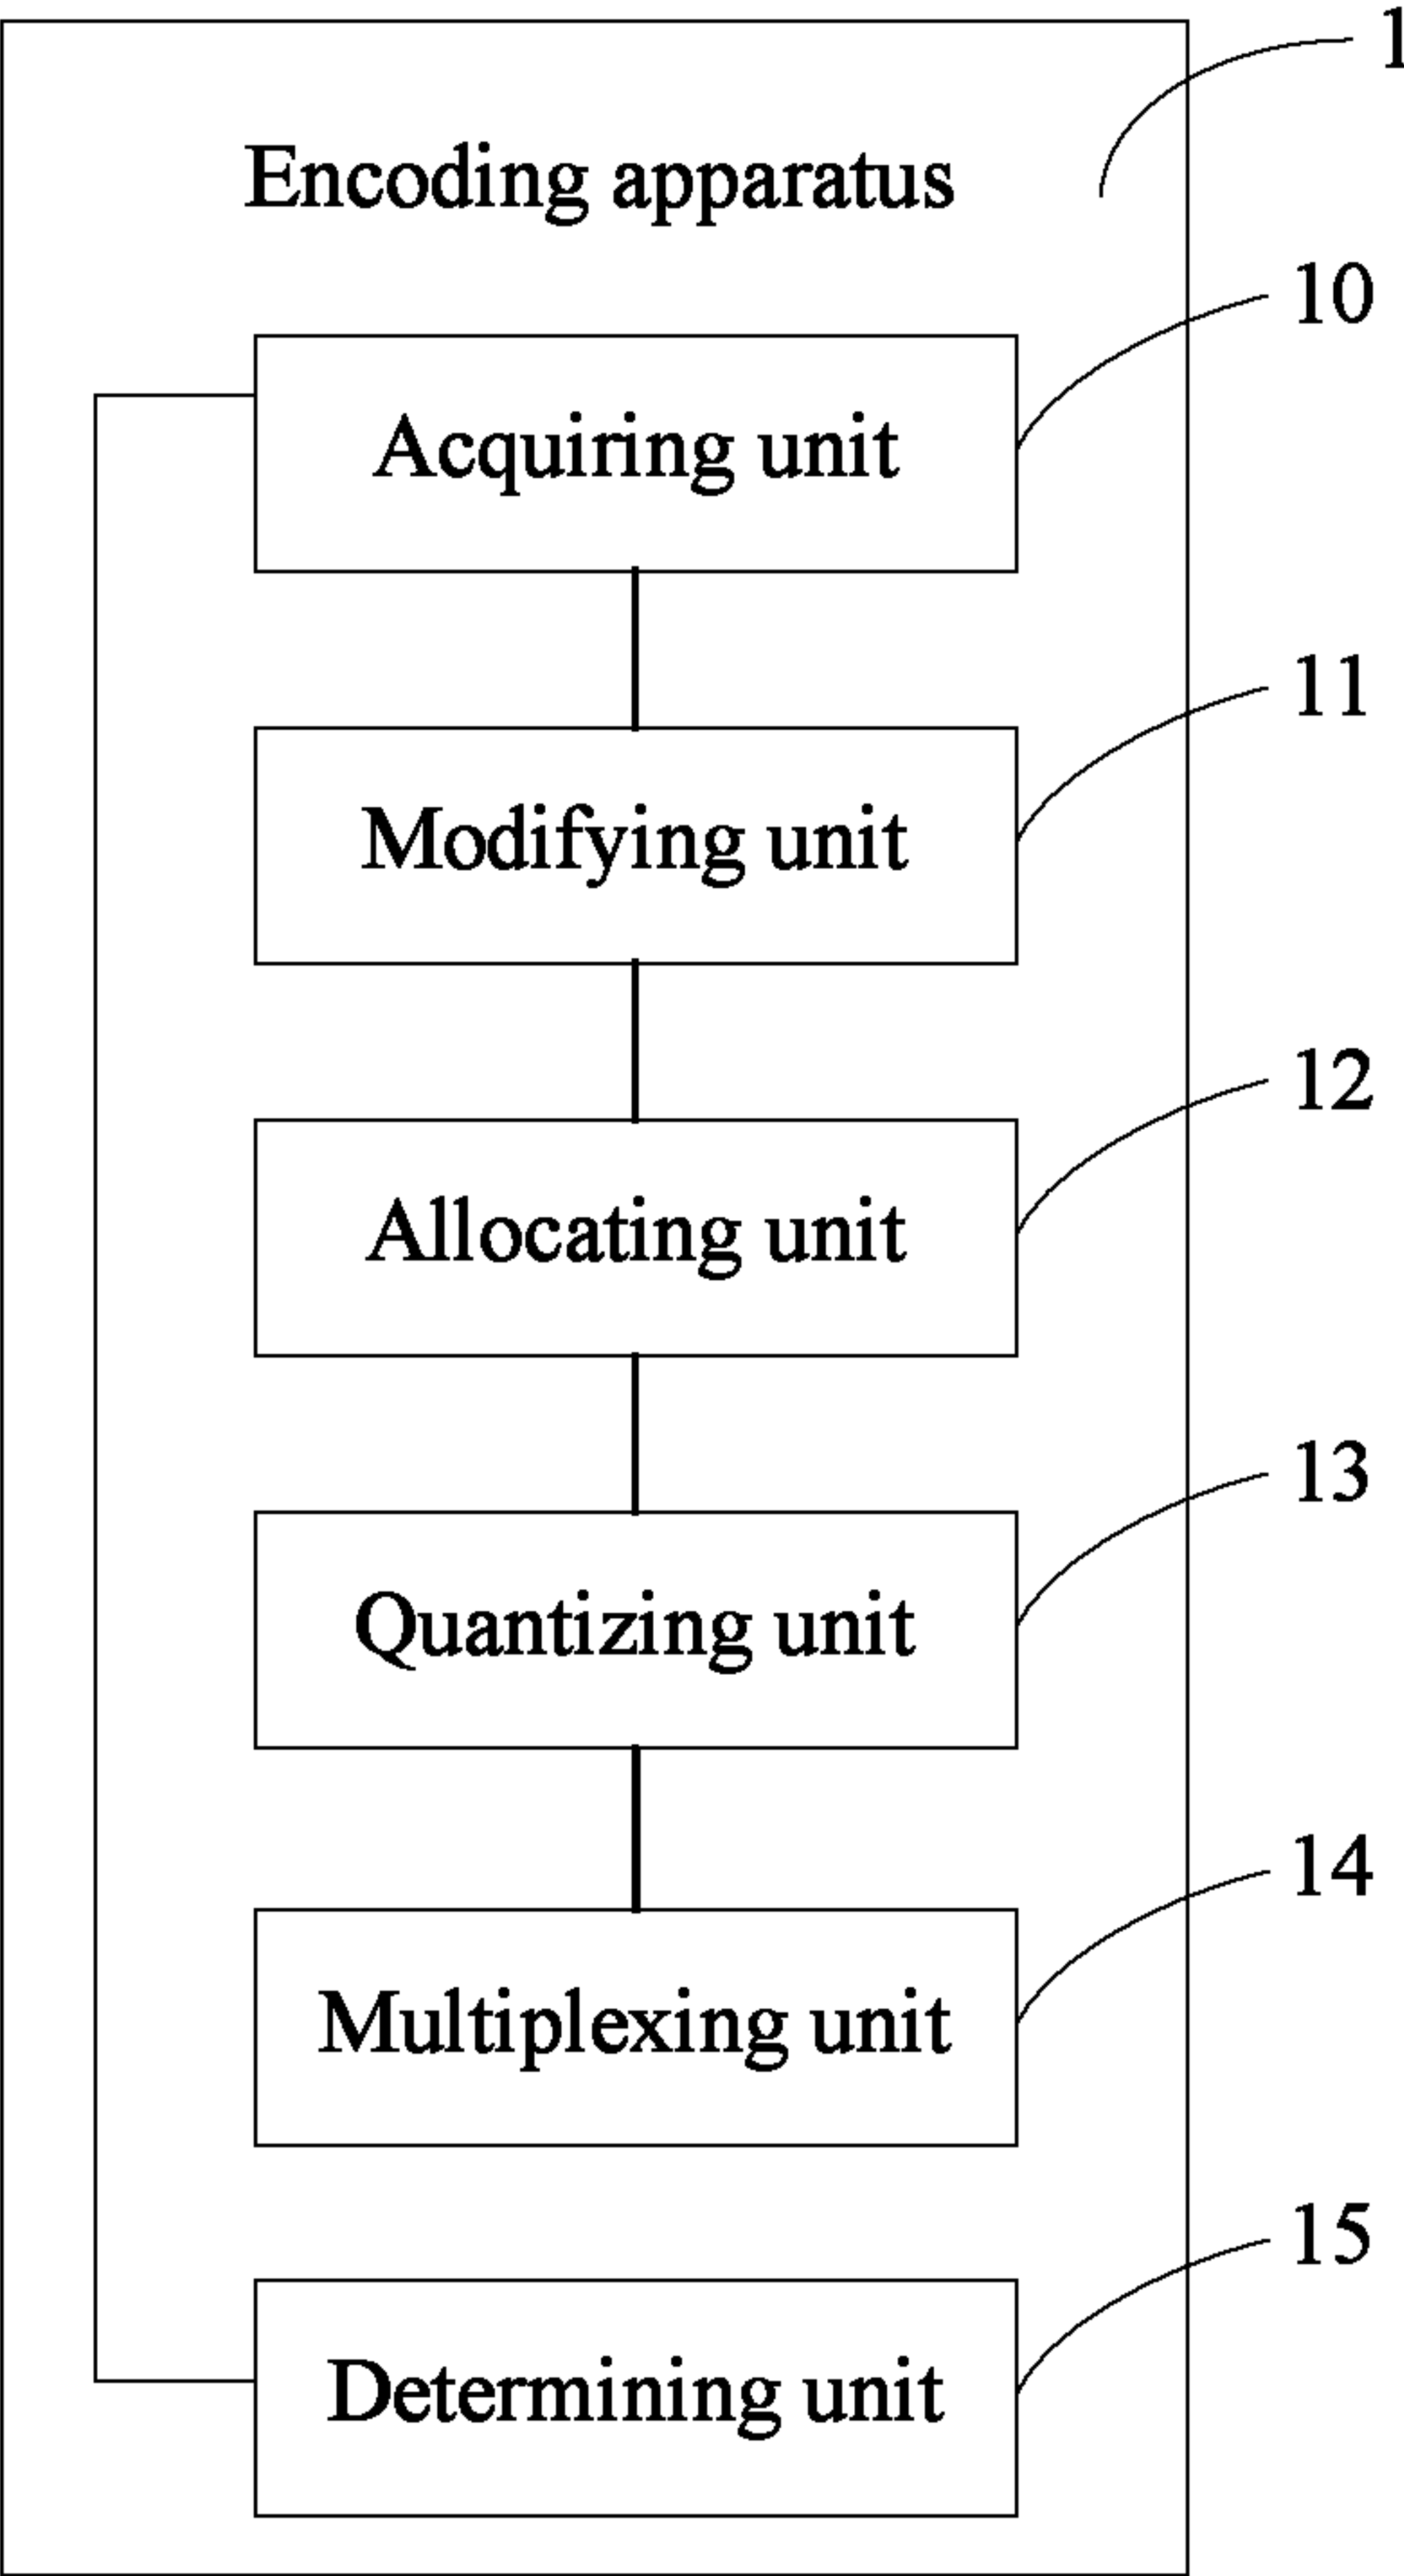 1
Encoding apparatus
10
Acquiring unit
11
Modifying unit
12
Allocating unit
13
Quantizing unit
14
Multiplexing unit
15
Determining unit